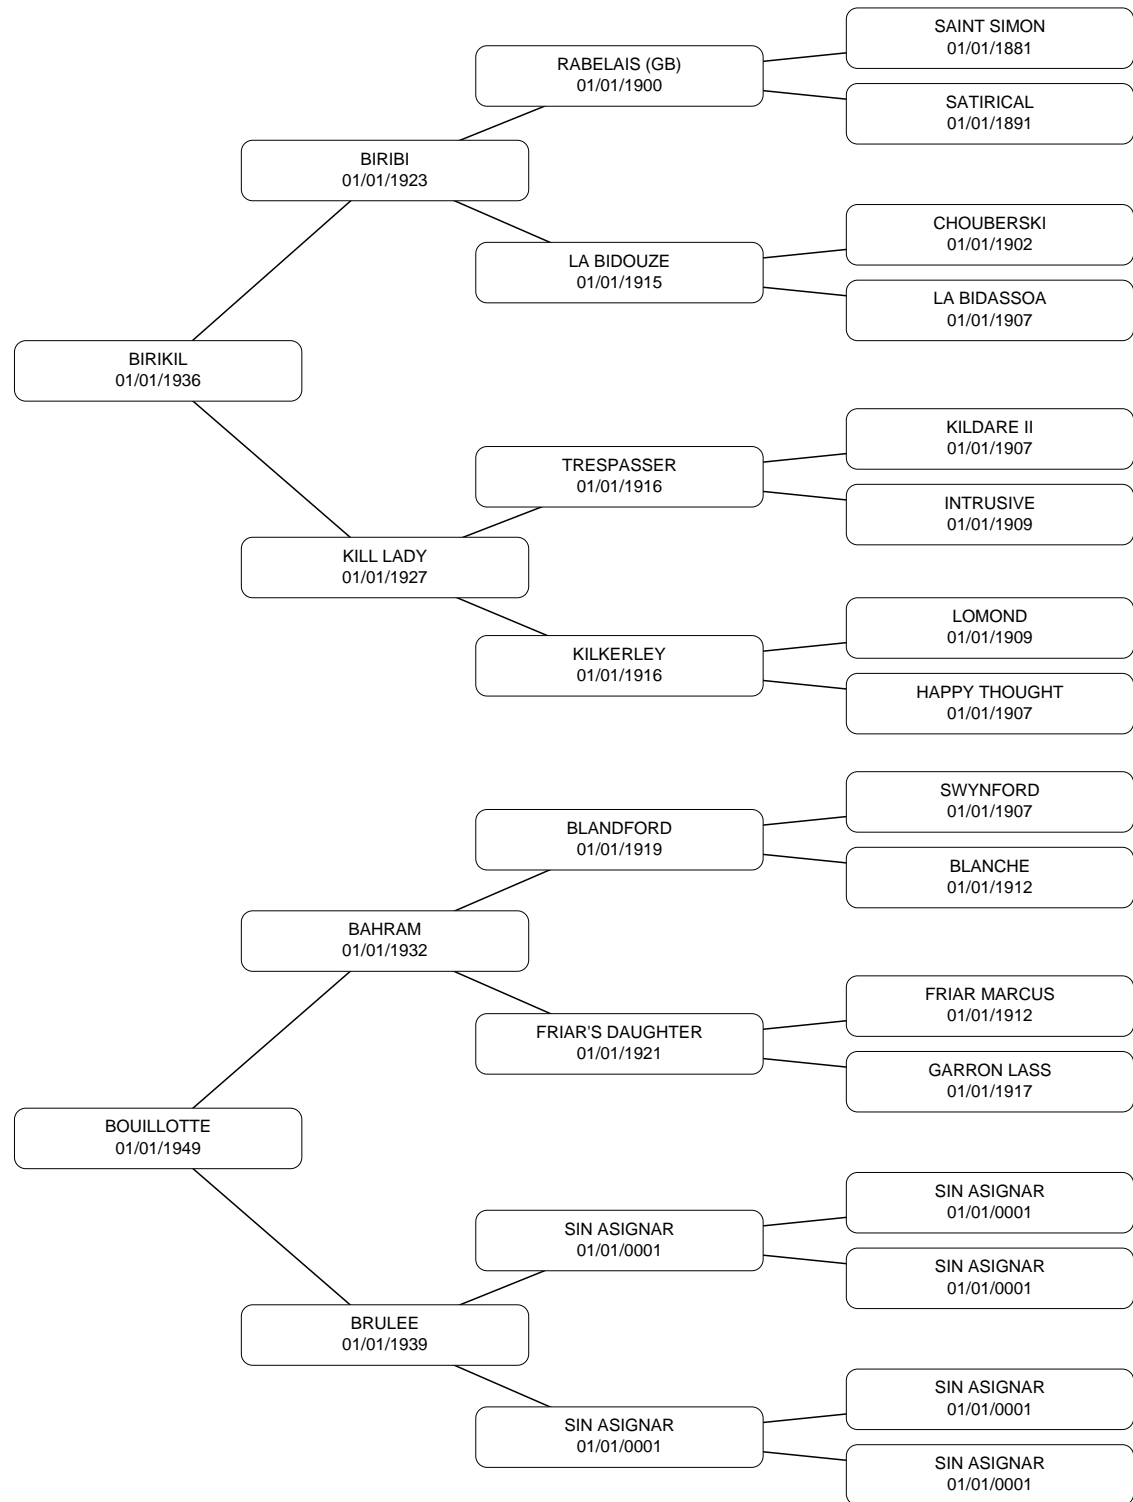 SAINT SIMON
01/01/1881
RABELAIS (GB)
01/01/1900
SATIRICAL
01/01/1891
BIRIBI
01/01/1923
CHOUBERSKI
01/01/1902
LA BIDOUZE
01/01/1915
LA BIDASSOA
01/01/1907
BIRIKIL
01/01/1936
KILDARE II
01/01/1907
TRESPASSER
01/01/1916
INTRUSIVE
01/01/1909
KILL LADY
01/01/1927
LOMOND
01/01/1909
KILKERLEY
01/01/1916
HAPPY THOUGHT
01/01/1907
SWYNFORD
01/01/1907
BLANDFORD
01/01/1919
BLANCHE
01/01/1912
BAHRAM
01/01/1932
FRIAR MARCUS
01/01/1912
FRIAR'S DAUGHTER
01/01/1921
GARRON LASS
01/01/1917
BOUILLOTTE
01/01/1949
SIN ASIGNAR
01/01/0001
SIN ASIGNAR
01/01/0001
SIN ASIGNAR
01/01/0001
BRULEE
01/01/1939
SIN ASIGNAR
01/01/0001
SIN ASIGNAR
01/01/0001
SIN ASIGNAR
01/01/0001